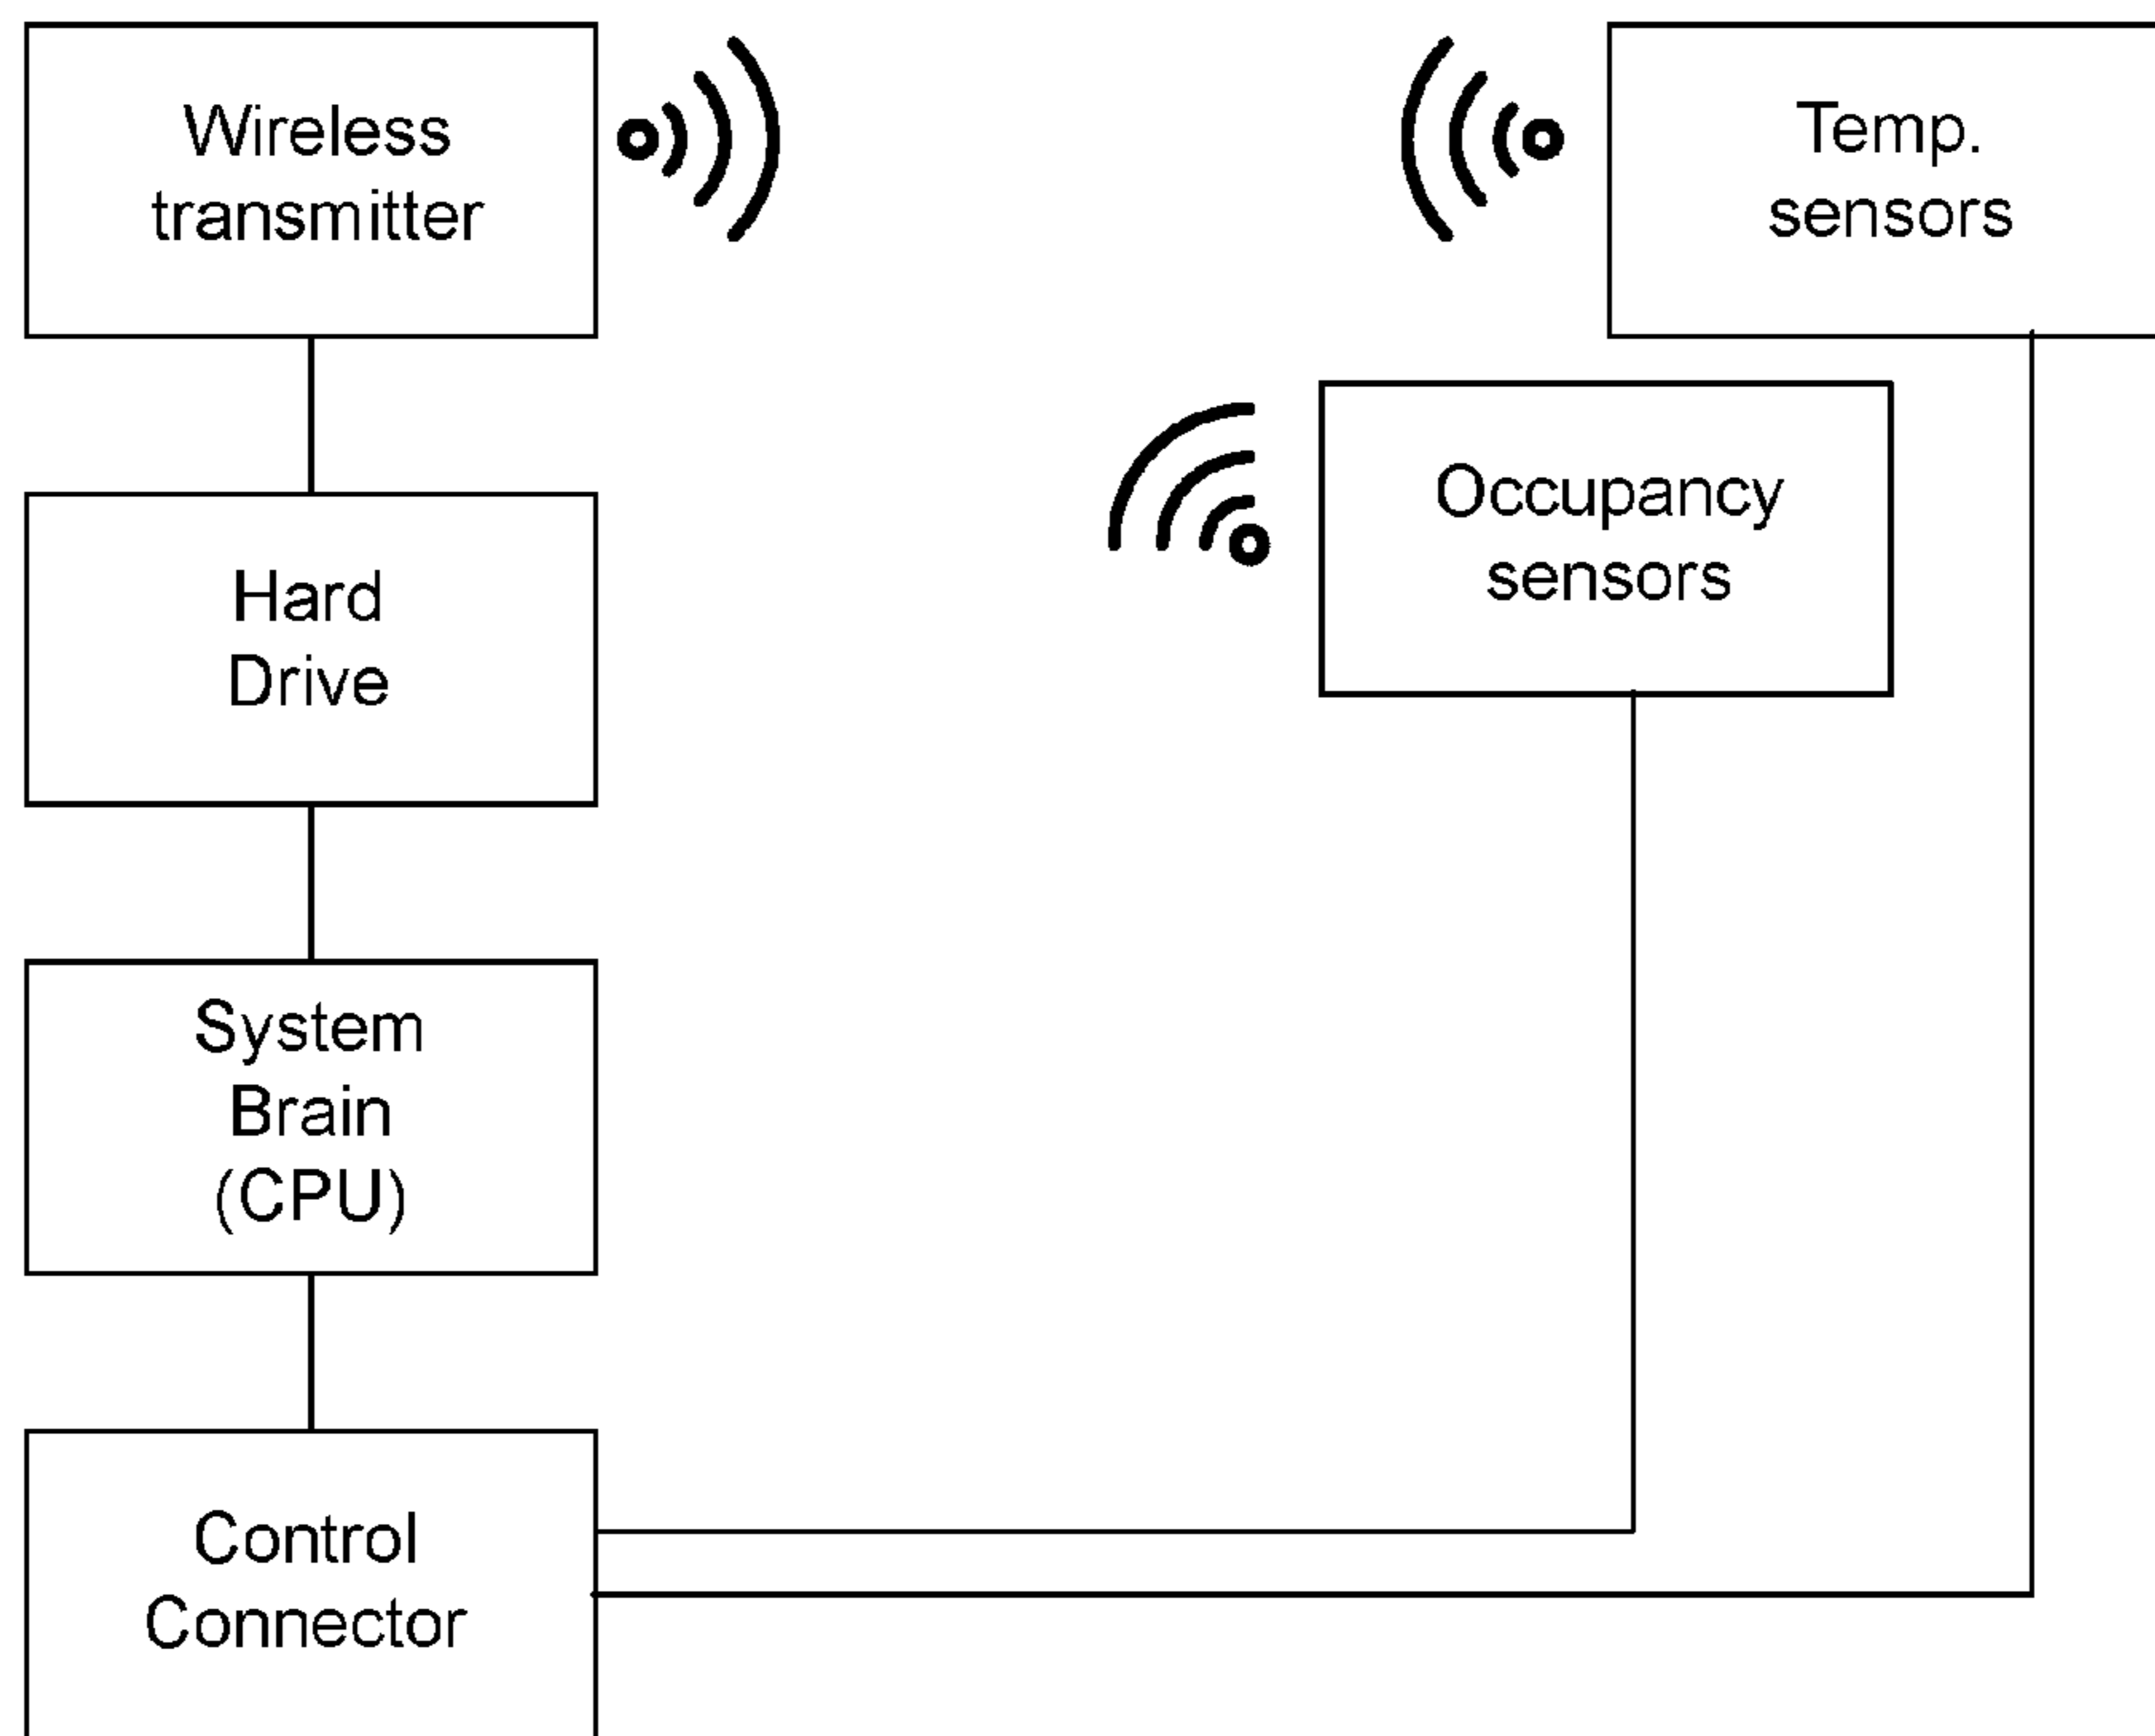 Wireless
transmitter
Temp.
sensors
Occupancy
sensors
Hard
Drive
System
Brain
(CPU)
Control
Connector